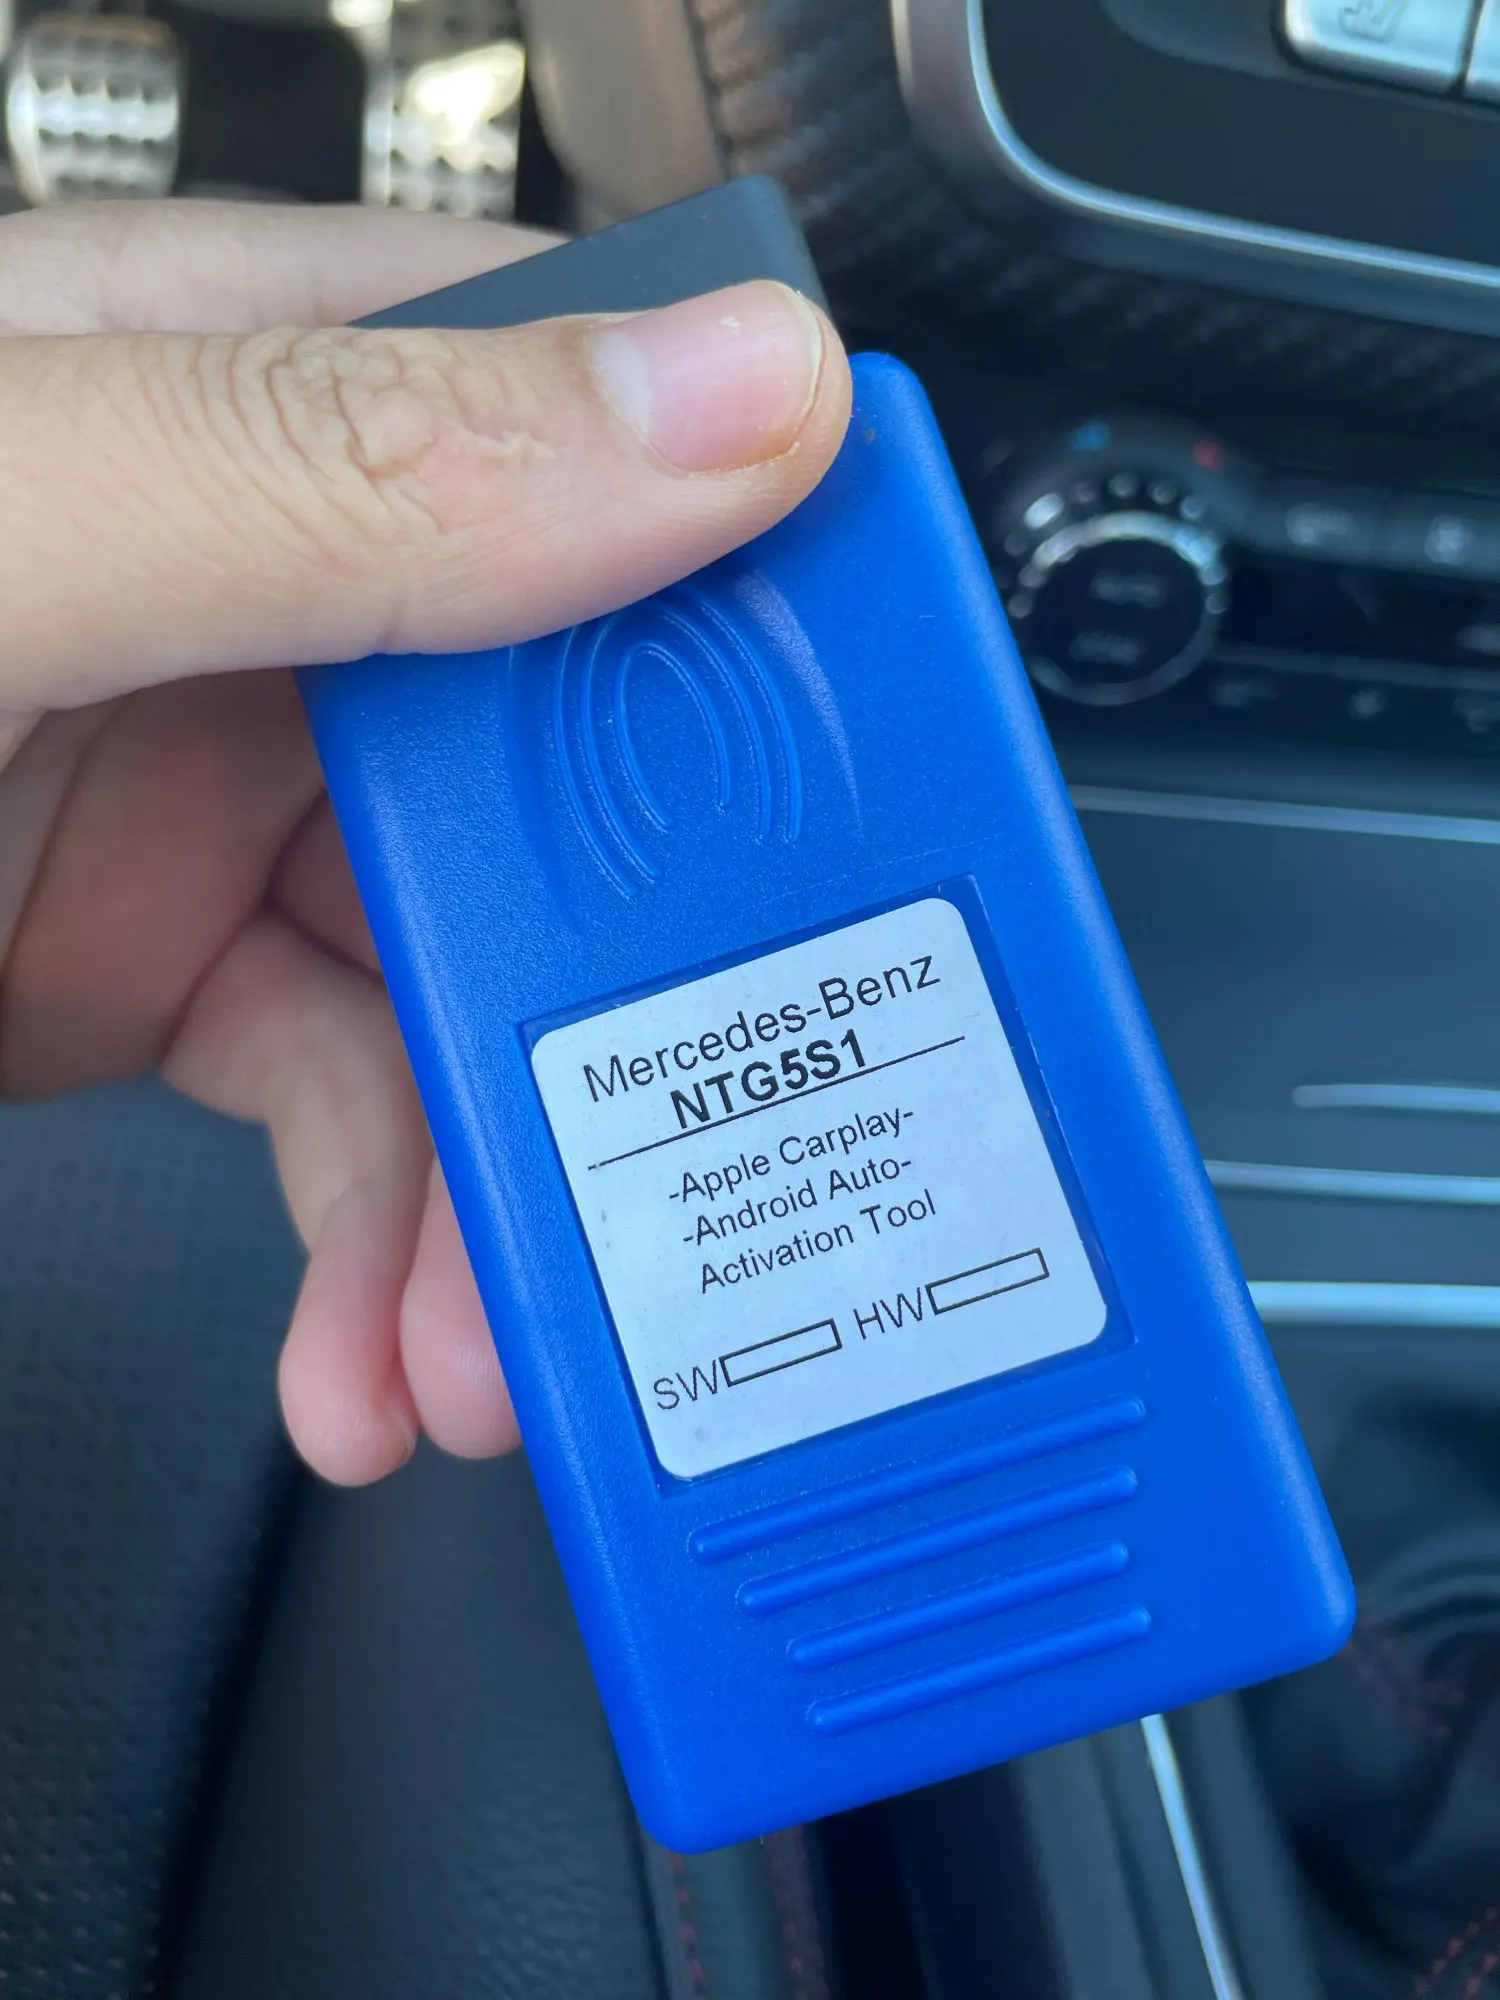 Mercedes-Benz
NTG5S1
-Apple Carplay-
-Android Auto-
Activation Tool
SW HW